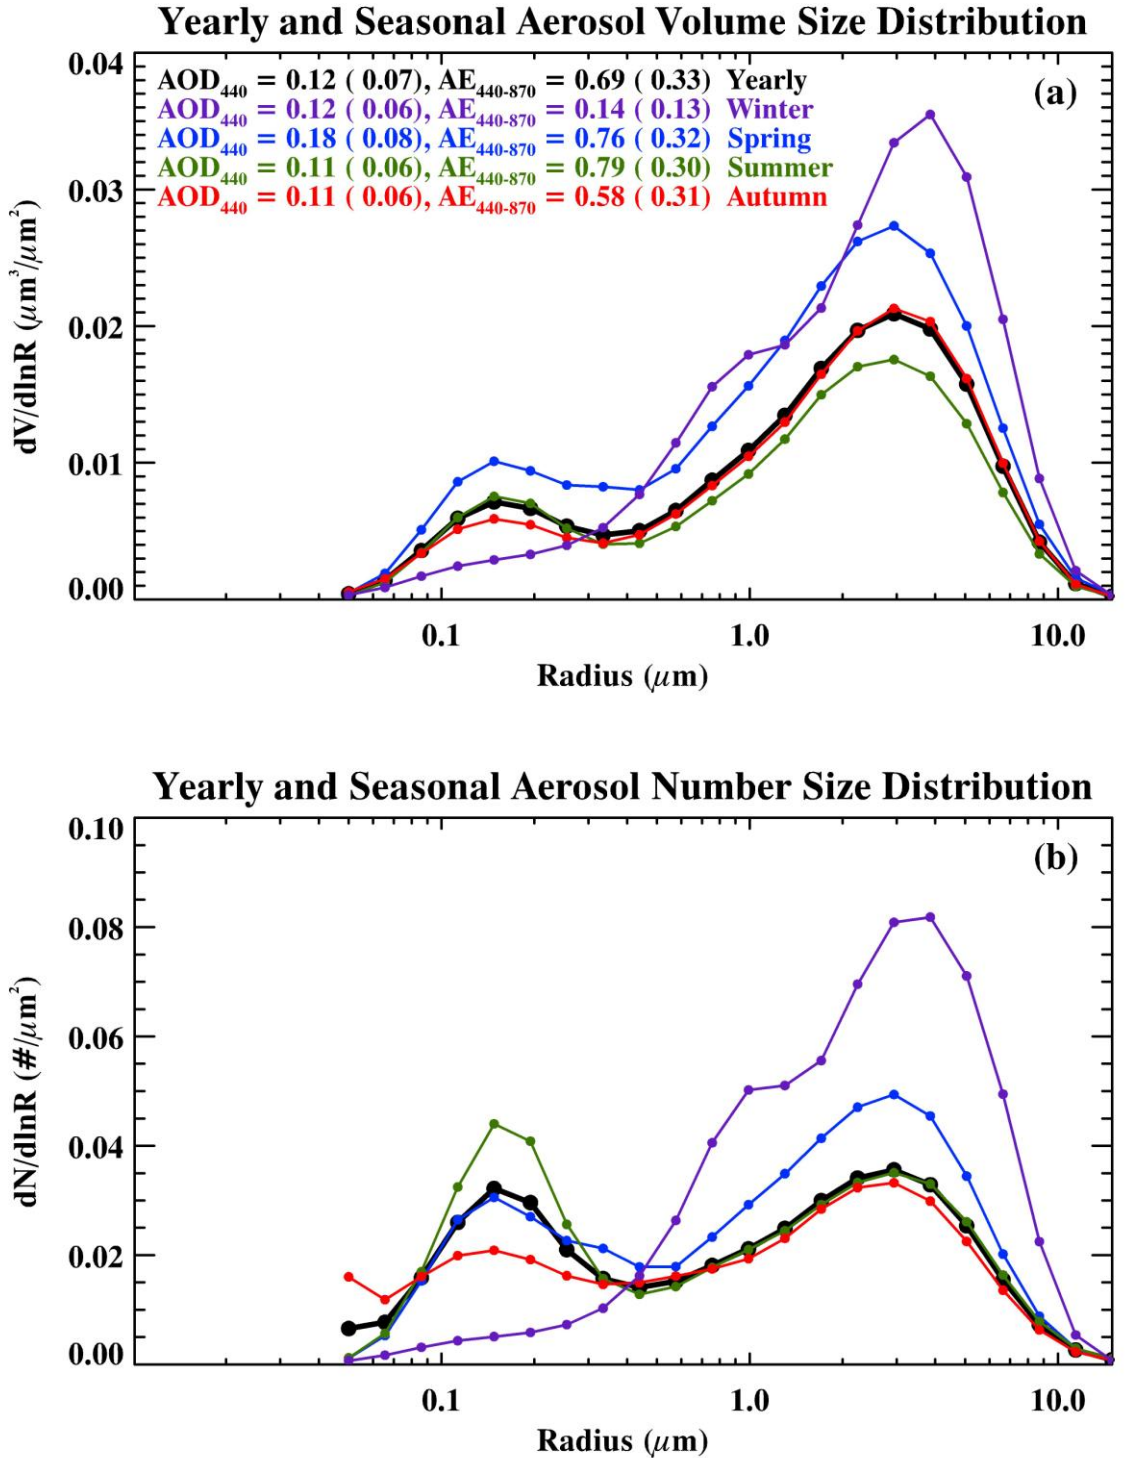 Yearly and Seasonal Aerosol Volume Size Distribution
(a)
AOD440 = 0.12 ( 0.07), AE440-870 = 0.69 ( 0.33) Yearly
AOD440 = 0.12 ( 0.06), AE440-870 = 0.14 ( 0.13) Winter
AOD440 = 0.18 ( 0.08), AE440-870 = 0.76 ( 0.32) Spring
AOD440 = 0.11 ( 0.06), AE440-870 = 0.79 ( 0.30) Summer
AOD440 = 0.11 ( 0.06), AE440-870 = 0.58 ( 0.31) Autumn
dV/dlnR (μm³/μm²)
0.04
0.03
0.02
0.01
0.00
0.1 1.0 10.0
Radius (μm)
Yearly and Seasonal Aerosol Number Size Distribution
(b)
dN/dlnR (#/μm²)
0.10
0.08
0.06
0.04
0.02
0.00
0.1 1.0 10.0
Radius (μm)